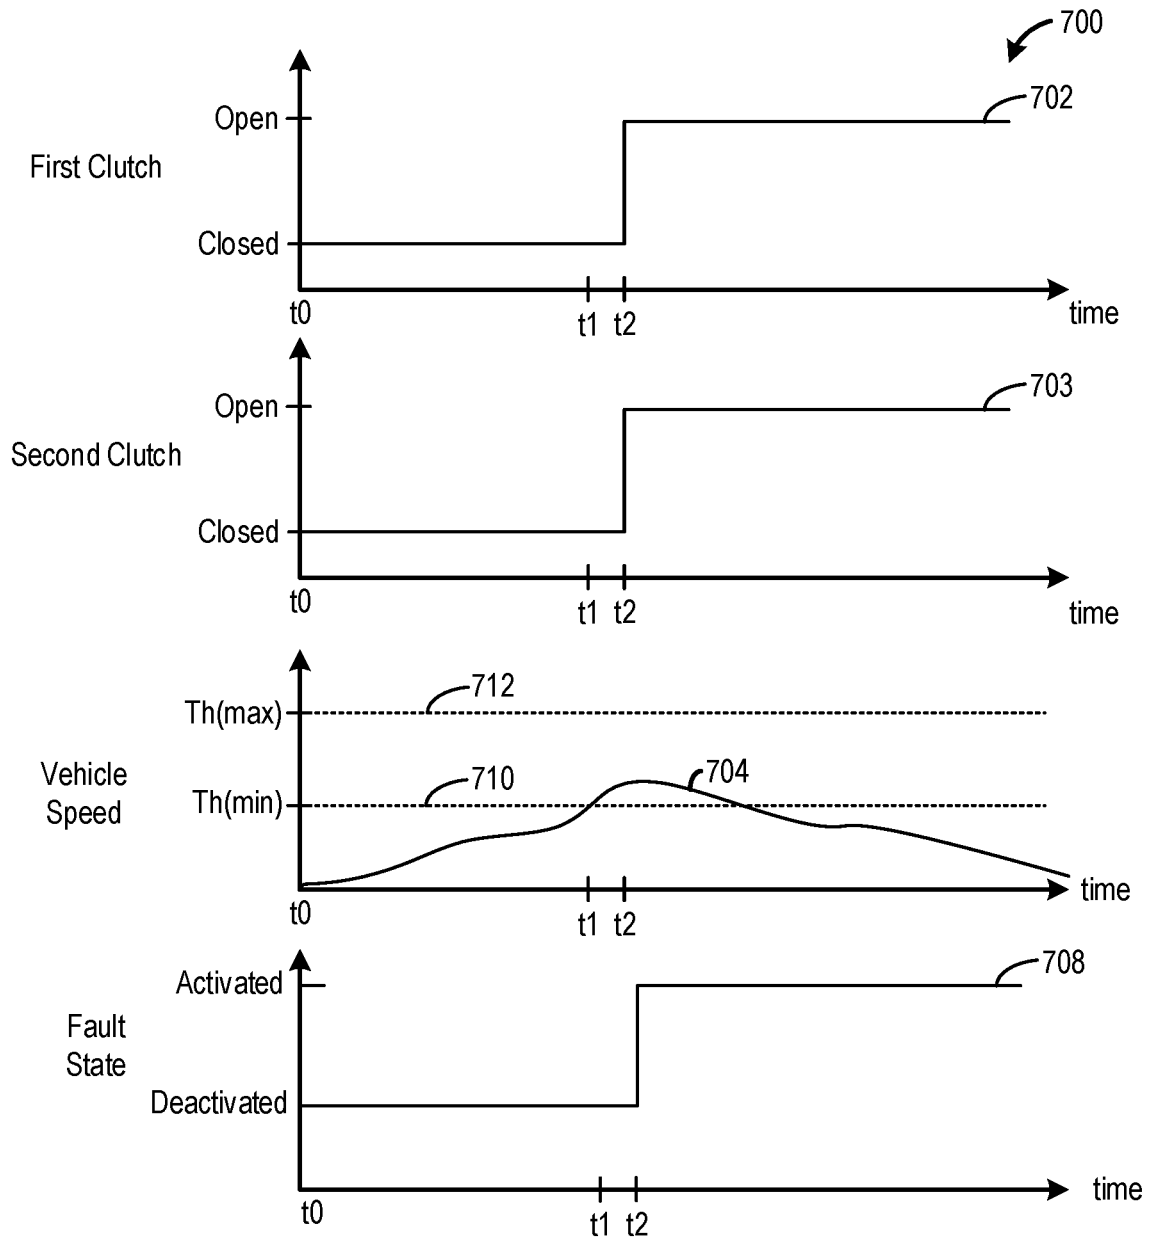 700
Open
702
First Clutch
Closed
t0
t1
t2
time
Open
703
Second Clutch
Closed
t0
t1
t2
time
712
Th(max)
Vehicle
Speed
710
704
Th(min)
t0
t1
t2
time
Activated
708
Fault
State
Deactivated
t0
t1
t2
time